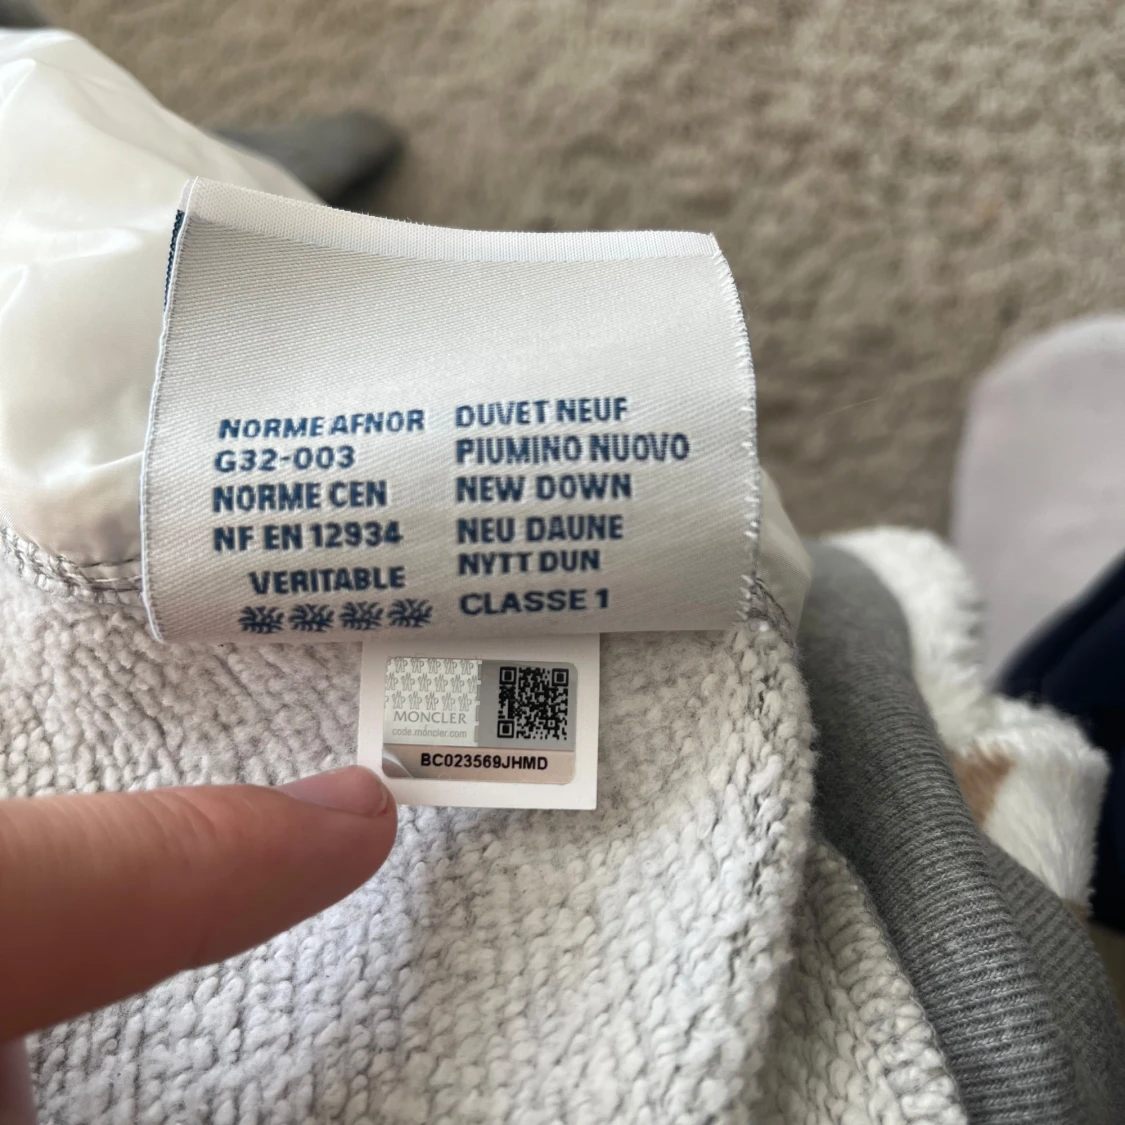 NORME AFNOR
G32-003
NORME CEN
NF EN 12934
VERITABLE
DUVET NEUF
PIUMINO NUOVO
NEW DOWN
NEU DAUNE
NYTT DUN
CLASSE 1
MONCLER
code.moncler.com
BC023569JHMD